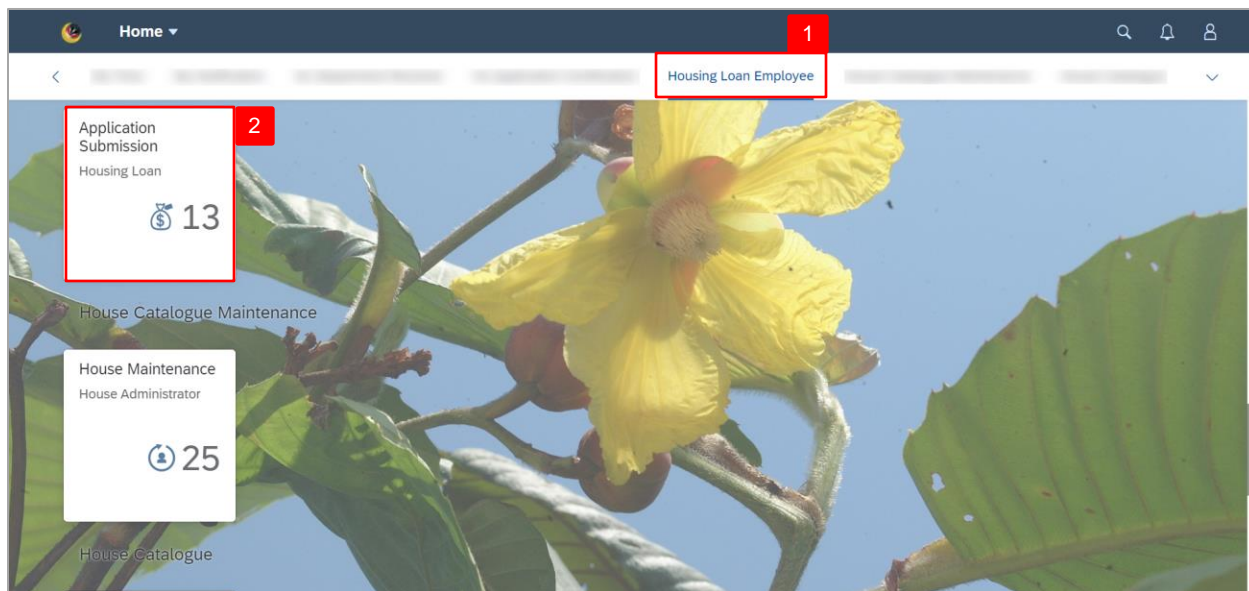 Home
1
Housing Loan Employee
Application
Submission
2
Housing Loan
13
House Catalogue Maintenance
House Maintenance
House Administrator
25
House Catalogue